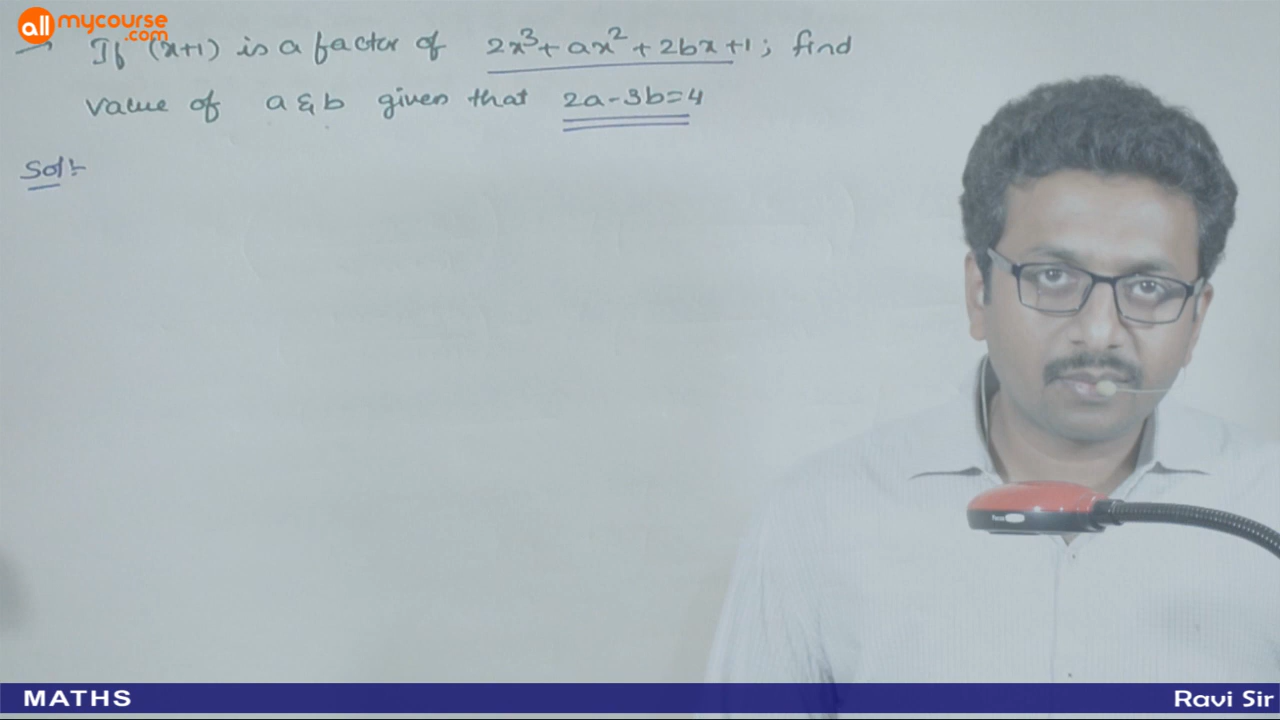 allmycourse.com
→ If (x+1) is a factor of 2x³+ax²+2bx+1; find
value of a & b given that 2a-3b=4
Sol:-
MATHS
Ravi Sir